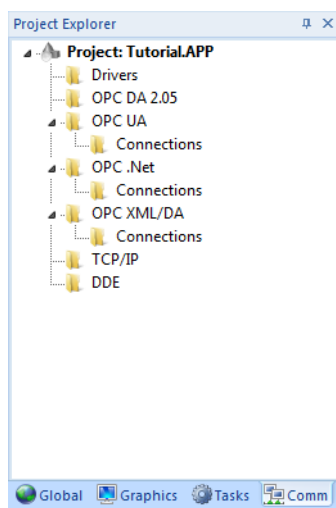 Project Explorer
Project: Tutorial.APP
Drivers
OPC DA 2.05
OPC UA
Connections
OPC .Net
Connections
OPC XML/DA
Connections
TCP/IP
DDE
Global Graphics Tasks Comm